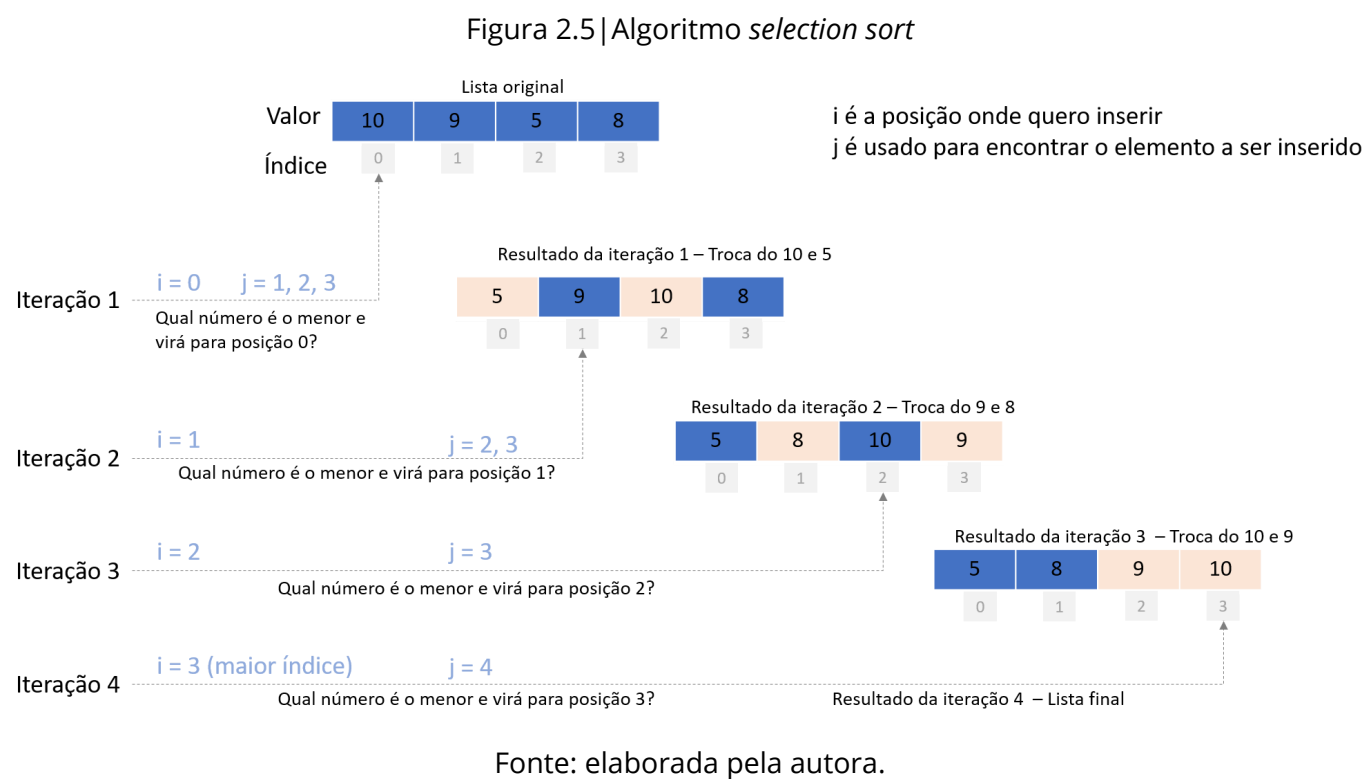 Figura 2.5|Algoritmo selection sort
Lista original
Valor 10 9 5 8
Índice 0 1 2 3
i é a posição onde quero inserir
j é usado para encontrar o elemento a ser inserido
Resultado da iteração 1 – Troca do 10 e 5
5 9 10 8
0 1 2 3
Iteração 1
i = 0 j = 1, 2, 3
Qual número é o menor e
virá para posição 0?
Resultado da iteração 2 – Troca do 9 e 8
5 8 10 9
0 1 2 3
Iteração 2
i = 1 j = 2, 3
Qual número é o menor e virá para posição 1?
Resultado da iteração 3 – Troca do 10 e 9
5 8 9 10
0 1 2 3
Iteração 3
i = 2 j = 3
Qual número é o menor e virá para posição 2?
Iteração 4
i = 3 (maior índice) j = 4
Qual número é o menor e virá para posição 3?
Resultado da iteração 4 – Lista final
Fonte: elaborada pela autora.